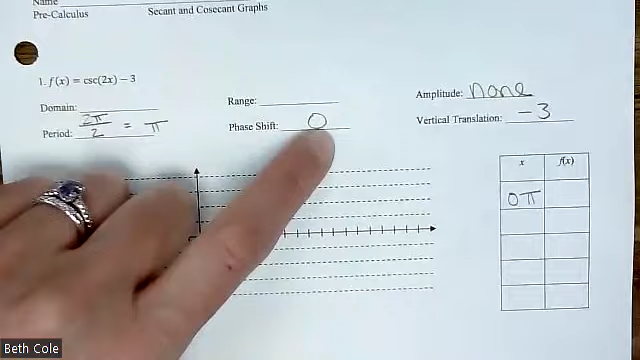 Name
Pre-Calculus Secant and Cosecant Graphs
1. f(x) = csc(2x) – 3
Domain: Range: Amplitude: none
Period: 2π/2 = π Phase Shift: 0 Vertical Translation: -3
x f(x)
0π
Beth Cole